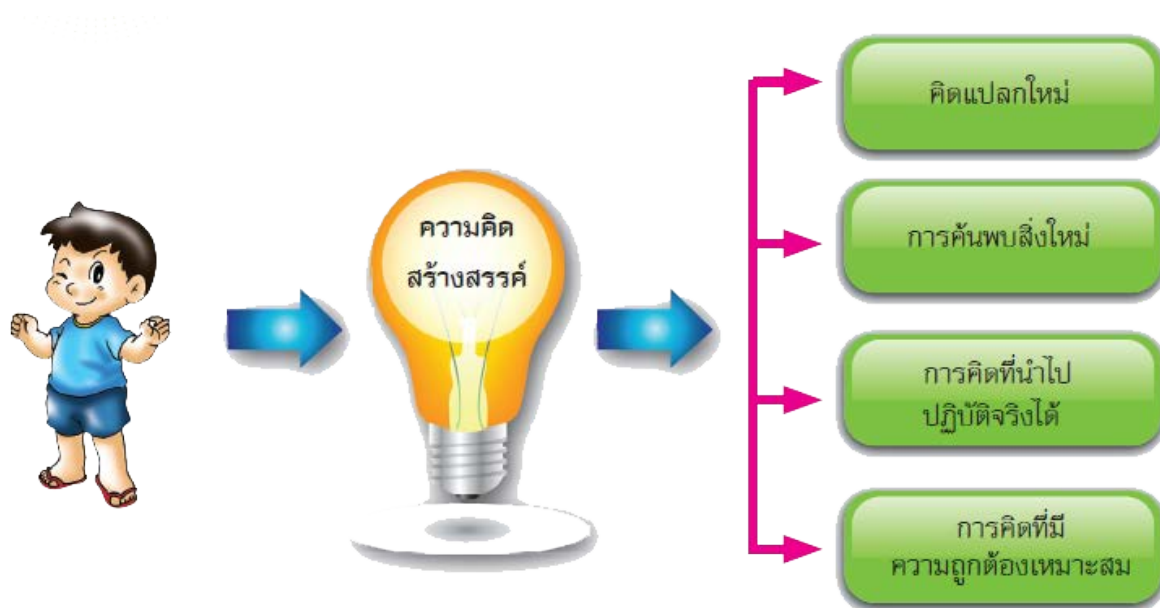 ความคิด
สร้างสรรค์
คิดแปลกใหม่
การค้นพบสิ่งใหม่
การคิดที่นำไป
ปฏิบัติจริงได้
การคิดที่มี
ความถูกต้องเหมาะสม